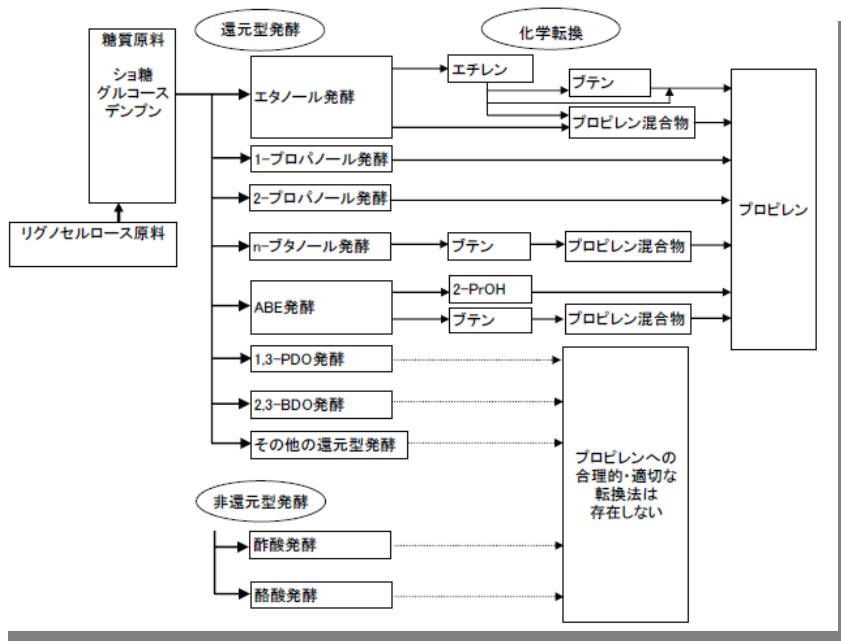 糖質原料
ショ糖
グルコース
デンプン
リグノセルロース原料
還元型発酵
化学転換
エタノール発酵
エチレン
ブテン
プロピレン混合物
1-プロパノール発酵
2-プロパノール発酵
n-ブタノール発酵
ブテン
プロピレン混合物
ABE発酵
2-PrOH
ブテン
プロピレン混合物
プロピレン
1,3-PDO発酵
2,3-BDO発酵
その他の還元型発酵
プロピレンへの
合理的・適切な
転換法は
存在しない
非還元型発酵
酢酸発酵
酪酸発酵